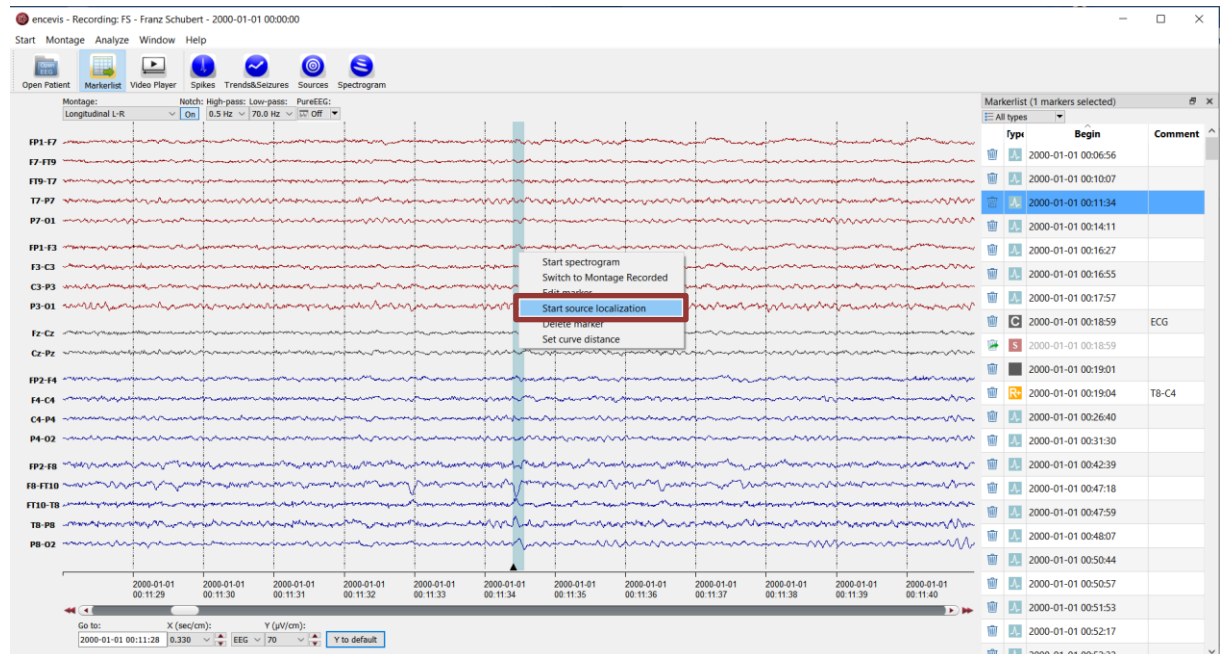 encevis - Recording: FS - Franz Schubert - 2000-01-01 00:00:00
Start Montage Analyze Window Help
Open EEG
Open Patient Markerlist Video Player Spikes Trends&Seizures Sources Spectrogram
Montage: Notch: High-pass: Low-pass: PureEEG:
Longitudinal L-R On 0.5 Hz 70.0 Hz Off
FP1-F7
F7-FT9
FT9-T7
T7-P7
P7-O1
FP1-F3
F3-C3
C3-P3
P3-O1
Fz-Cz
Cz-Pz
FP2-F4
F4-C4
C4-P4
P4-O2
FP2-F8
F8-FT10
FT10-T8
T8-P8
P8-O2
Start spectrogram
Switch to Montage Recorded
Edit marker
Start source localization
Delete marker
Set curve distance
2000-01-01 2000-01-01 2000-01-01 2000-01-01 2000-01-01 2000-01-01 2000-01-01 2000-01-01 2000-01-01 2000-01-01 2000-01-01 2000-01-01
00:11:29 00:11:30 00:11:31 00:11:32 00:11:33 00:11:34 00:11:35 00:11:36 00:11:37 00:11:38 00:11:39 00:11:40
Go to: X (sec/cm): Y (µV/cm):
2000-01-01 00:11:28 0.330 EEG 70 Y to default
Markerlist (1 markers selected)
All types
Type Begin Comment
2000-01-01 00:06:56
2000-01-01 00:10:07
2000-01-01 00:11:34
2000-01-01 00:14:11
2000-01-01 00:16:27
2000-01-01 00:16:55
2000-01-01 00:17:57
C 2000-01-01 00:18:59 ECG
S 2000-01-01 00:18:59
2000-01-01 00:19:01
R 2000-01-01 00:19:04 T8-C4
2000-01-01 00:26:40
2000-01-01 00:31:30
2000-01-01 00:42:39
2000-01-01 00:47:18
2000-01-01 00:47:59
2000-01-01 00:48:07
2000-01-01 00:50:44
2000-01-01 00:50:57
2000-01-01 00:51:53
2000-01-01 00:52:17